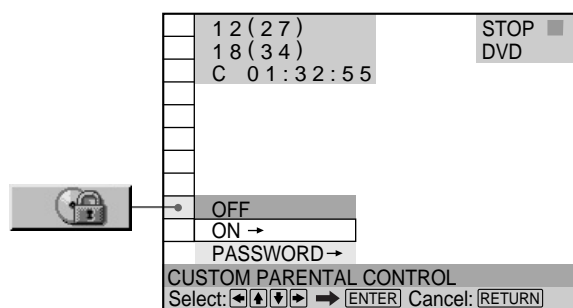 12(27)
18(34)
C 01:32:55
STOP
DVD
OFF
ON →
PASSWORD→
CUSTOM PARENTAL CONTROL
Select: ←↑↓→ ➡ ENTER Cancel: RETURN